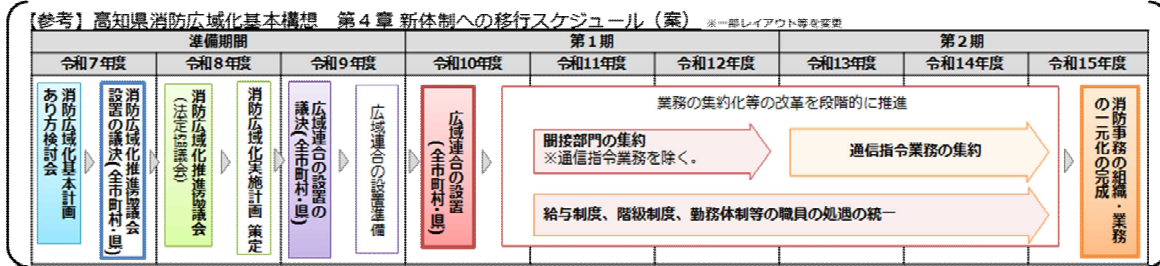 【参考】高知県消防広域化基本構想　第４章 新体制への移行スケジュール（案） ※一部レイアウト等を変更
準備期間
第１期
第２期
令和７年度
令和８年度
令和９年度
令和10年度
令和11年度
令和12年度
令和13年度
令和14年度
令和15年度
消防広域化基本計画
あり方検討会
消防広域化推進協議会
設置の議決(全市町村・県)
消防広域化推進協議会
(法定協議会)
消防広域化実施計画 策定
広域連合の設置の
議決(全市町村・県)
広域連合の設置準備
広域連合の設置
(全市町村・県)
業務の集約化等の改革を段階的に推進
間接部門の集約
※通信指令業務を除く。
通信指令業務の集約
給与制度、階級制度、勤務体制等の職員の処遇の統一
消防事務の組織・業務
の一元化の完成